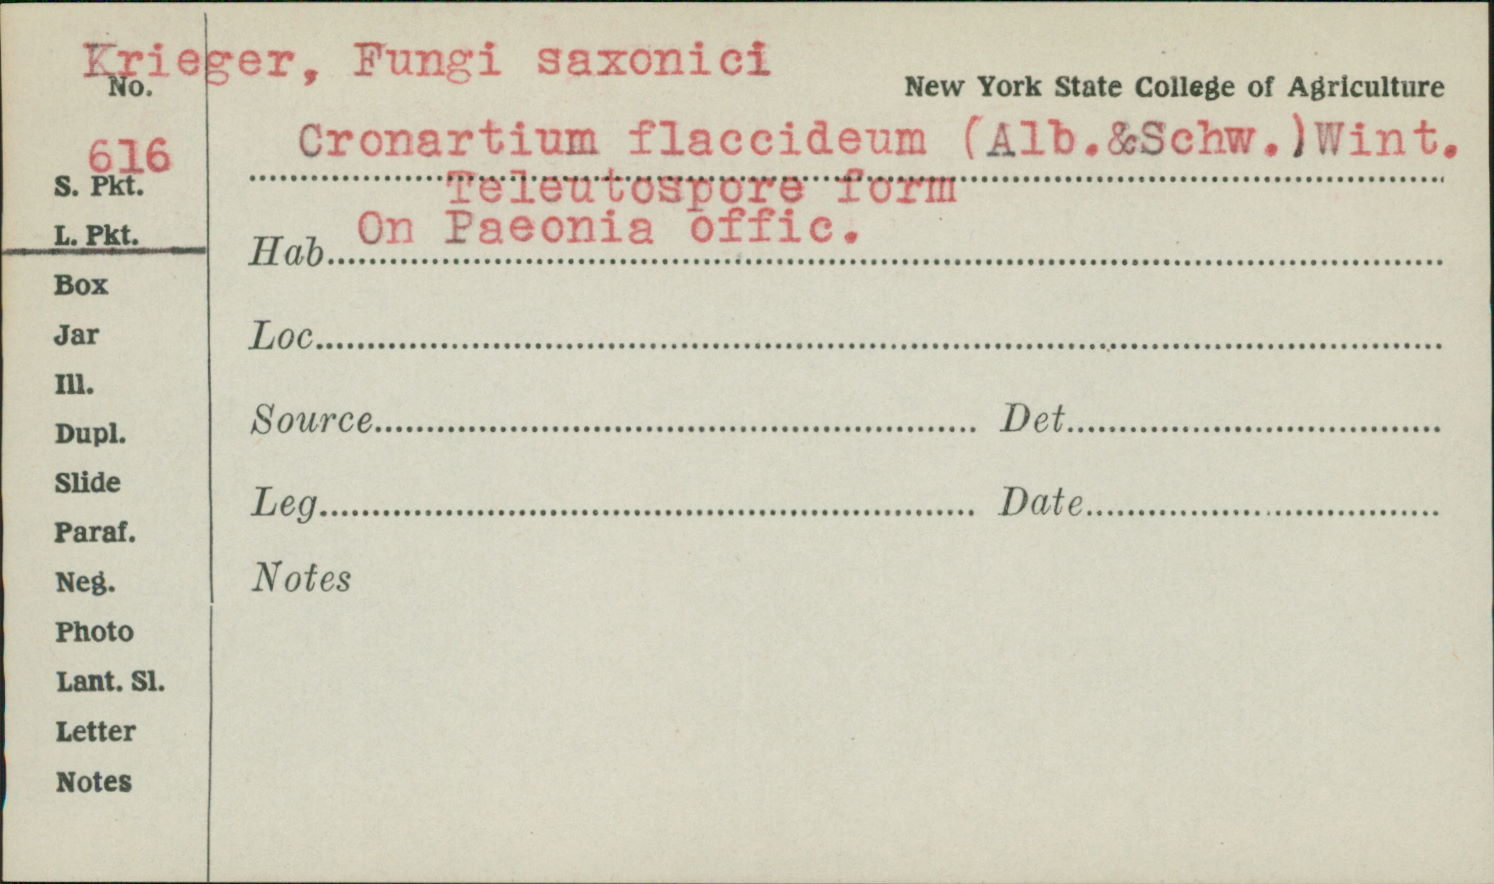 Krieger, Fungi saxonici
No.
New York State College of Agriculture
616
Cronartium flaccideum (Alb.&Schw.)Wint.
S. Pkt.
Teleutospore form
L. Pkt.
On Paeonia offic.
Hab.
Box
Jar
Loc.
Ill.
Dupl.
Source
Det.
Slide
Leg.
Date
Paraf.
Neg.
Notes
Photo
Lant. Sl.
Letter
Notes